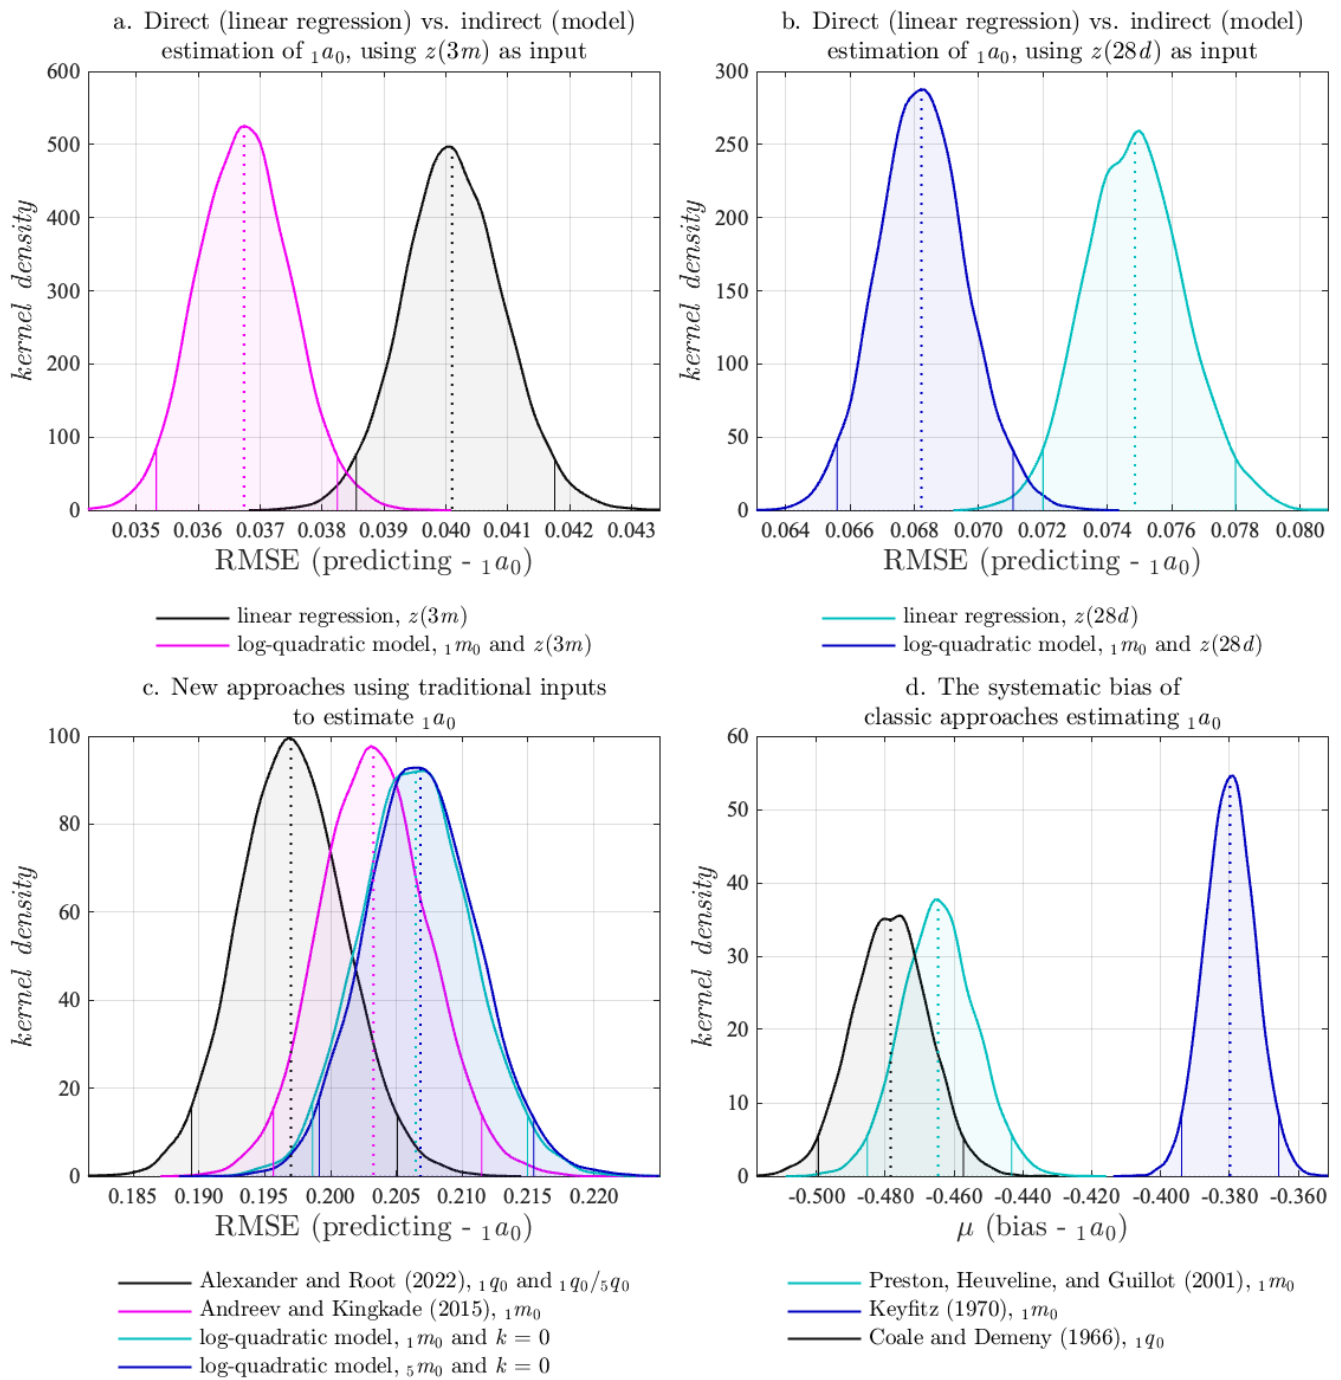 a. Direct (linear regression) vs. indirect (model)
estimation of ₁a₀, using z(3m) as input
600
500
400
300
200
100
0
kernel density
0.035 0.036 0.037 0.038 0.039 0.040 0.041 0.042 0.043
RMSE (predicting - ₁a₀)
linear regression, z(3m)
log-quadratic model, ₁m₀ and z(3m)
b. Direct (linear regression) vs. indirect (model)
estimation of ₁a₀, using z(28d) as input
300
250
200
150
100
50
0
kernel density
0.064 0.066 0.068 0.070 0.072 0.074 0.076 0.078 0.080
RMSE (predicting - ₁a₀)
linear regression, z(28d)
log-quadratic model, ₁m₀ and z(28d)
c. New approaches using traditional inputs
to estimate ₁a₀
100
80
60
40
20
0
kernel density
0.185 0.190 0.195 0.200 0.205 0.210 0.215 0.220
RMSE (predicting - ₁a₀)
Alexander and Root (2022), ₁q₀ and ₁q₀/₅q₀
Andreev and Kingkade (2015), ₁m₀
log-quadratic model, ₁m₀ and k = 0
log-quadratic model, ₅m₀ and k = 0
d. The systematic bias of
classic approaches estimating ₁a₀
60
50
40
30
20
10
0
kernel density
-0.500 -0.480 -0.460 -0.440 -0.420 -0.400 -0.380 -0.360
μ (bias - ₁a₀)
Preston, Heuveline, and Guillot (2001), ₁m₀
Keyfitz (1970), ₁m₀
Coale and Demeny (1966), ₁q₀